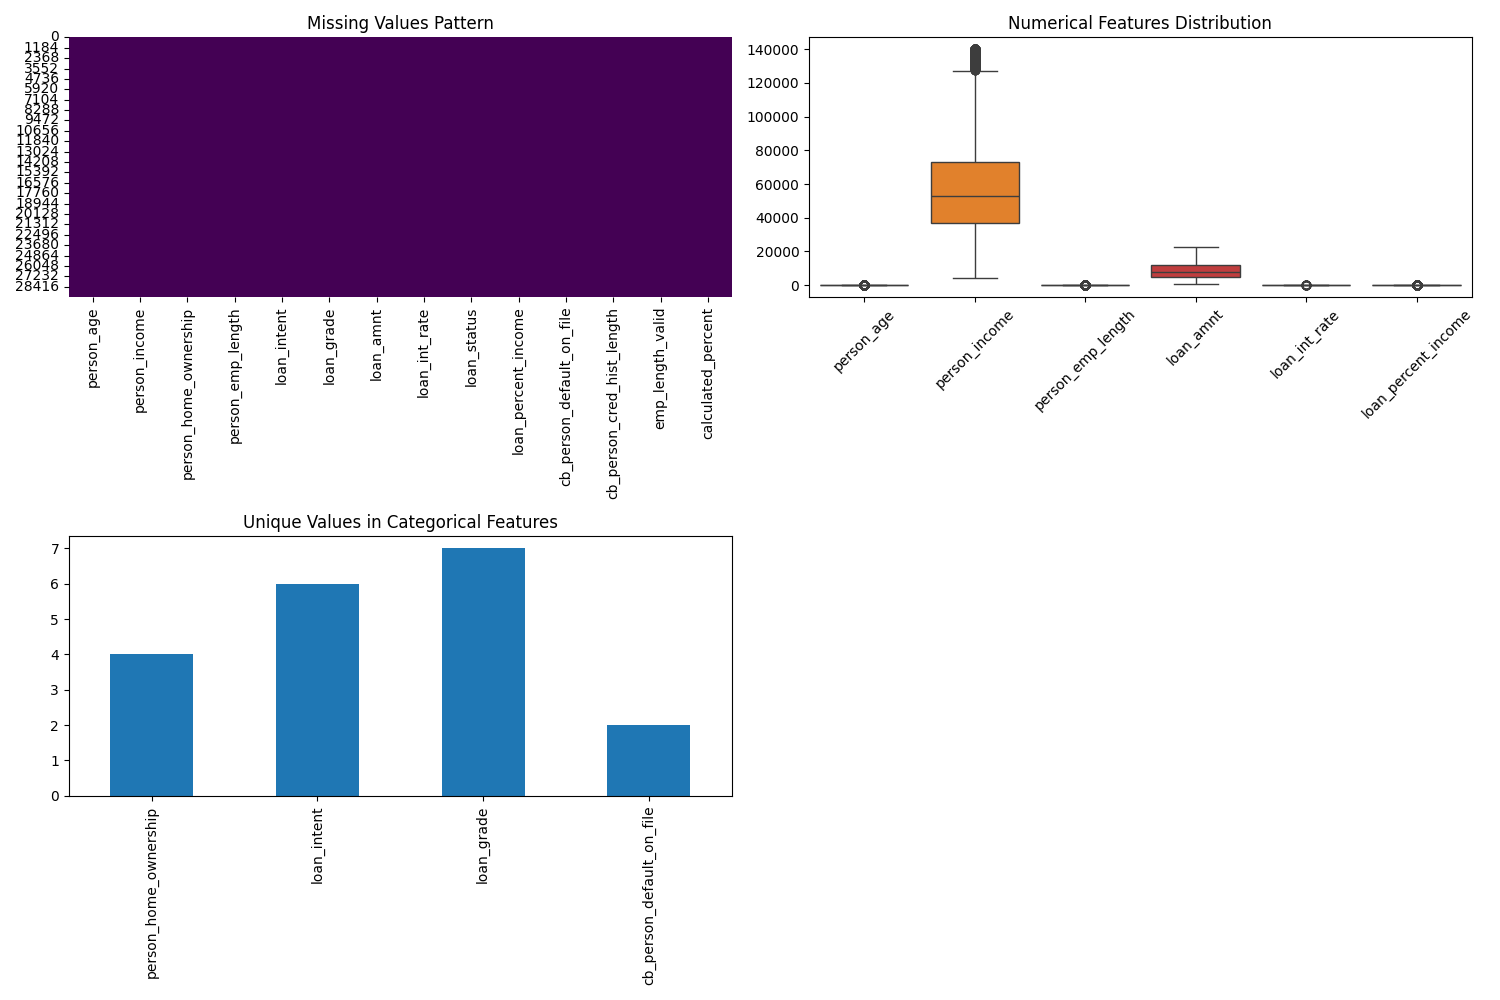 Missing Values Pattern
0
1184
2368
3552
4736
5920
7104
8288
9472
10656
11840
13024
14208
15392
16576
17760
18944
20128
21312
22496
23680
24864
26048
27232
28416
person_age
person_income
person_home_ownership
person_emp_length
loan_intent
loan_grade
loan_amnt
loan_int_rate
loan_status
loan_percent_income
cb_person_default_on_file
cb_person_cred_hist_length
emp_length_valid
calculated_percent
Numerical Features Distribution
140000
120000
100000
80000
60000
40000
20000
0
person_age
person_income
person_emp_length
loan_amnt
loan_int_rate
loan_percent_income
Unique Values in Categorical Features
7
6
5
4
3
2
1
0
person_home_ownership
loan_intent
loan_grade
cb_person_default_on_file